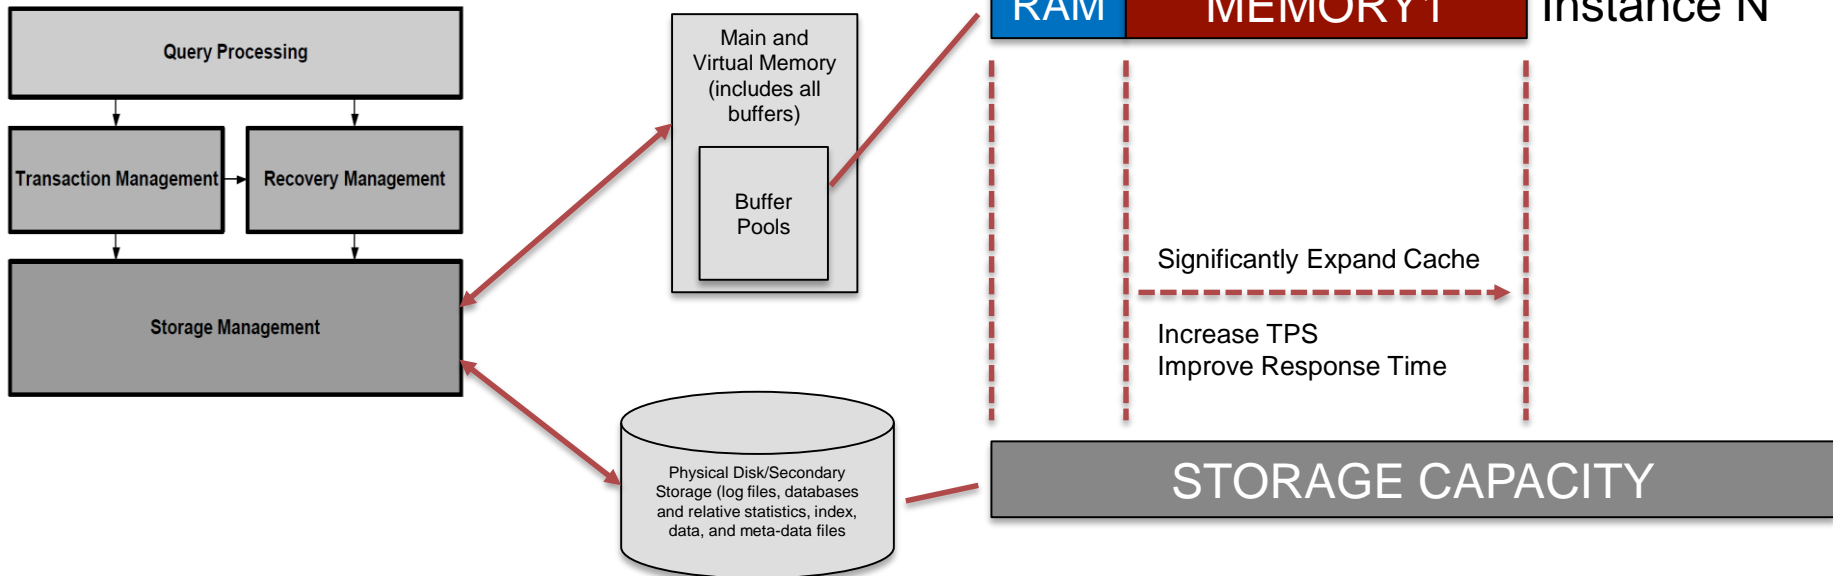 Query Processing
Transaction Management
Recovery Management
Storage Management
Main and
Virtual Memory
(includes all
buffers)
Buffer
Pools
Physical Disk/Secondary
Storage (log files, databases
and relative statistics, index,
data, and meta-data files
RAM
MEMORY1
Instance N
Significantly Expand Cache
Increase TPS
Improve Response Time
STORAGE CAPACITY